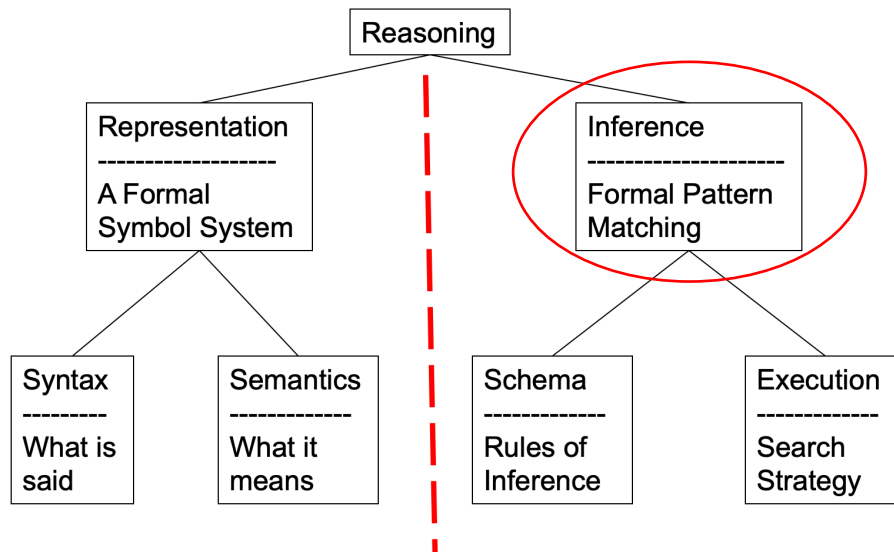 Reasoning
Representation
-------------------
A Formal
Symbol System
Inference
---------------------
Formal Pattern
Matching
Syntax
---------
What is
said
Semantics
-------------
What it
means
Schema
-------------
Rules of
Inference
Execution
-------------
Search
Strategy